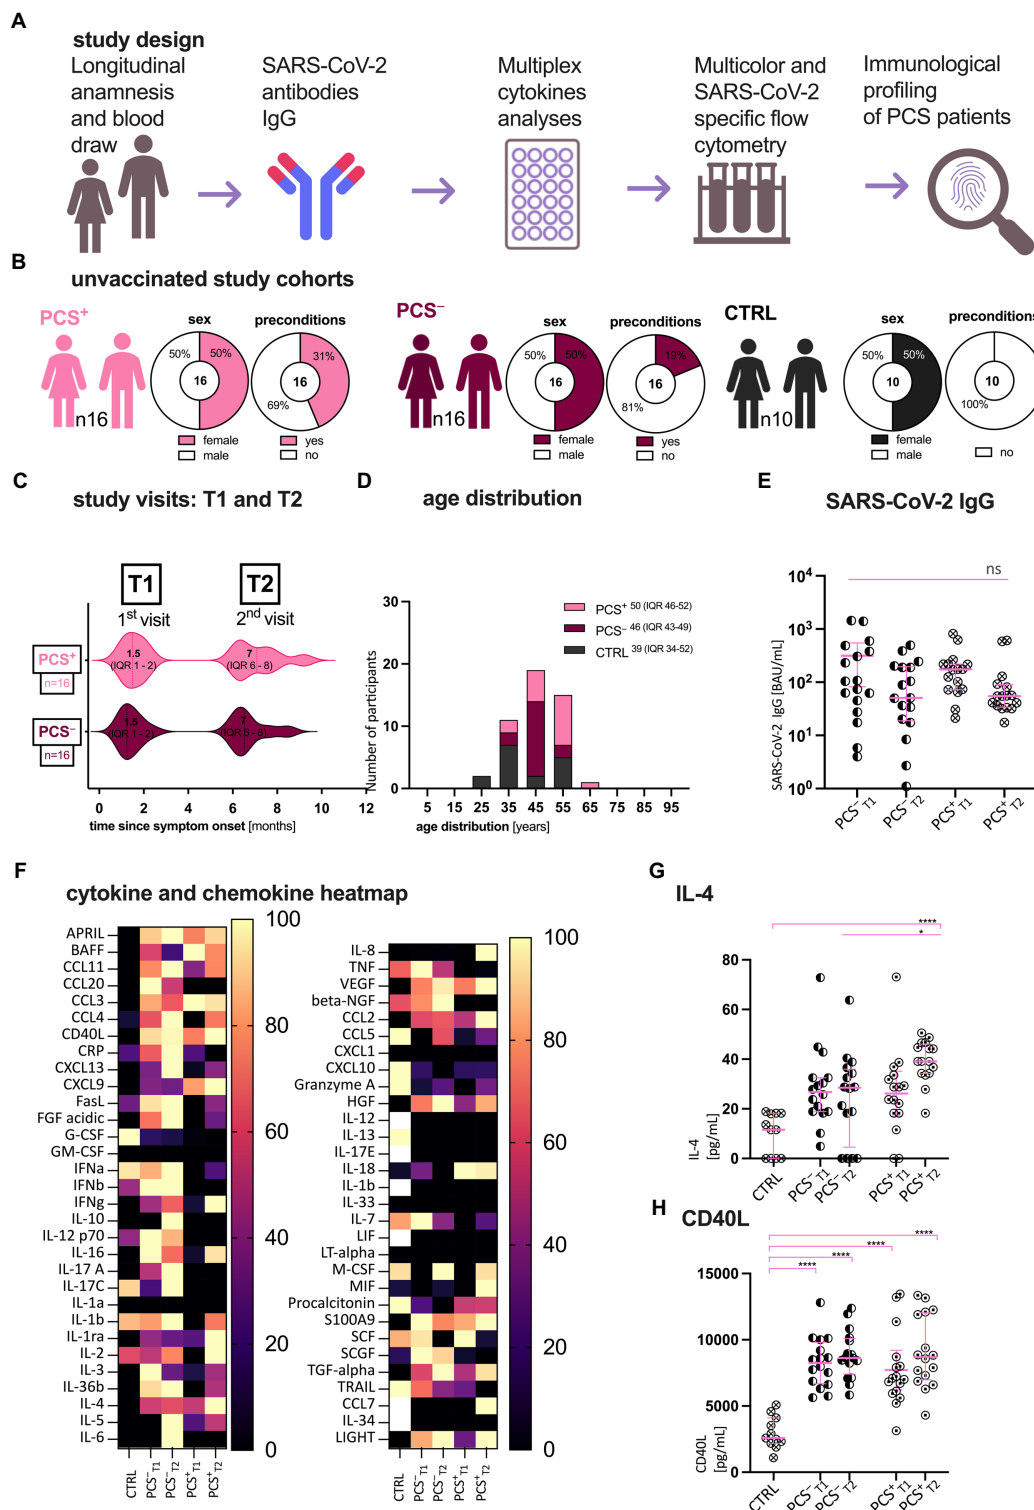 A
study design
Longitudinal
anamnesis
and blood
draw
SARS-CoV-2
antibodies
IgG
Multiplex
cytokines
analyses
Multicolor and
SARS-CoV-2
specific flow
cytometry
Immunological
profiling
of PCS patients
B
unvaccinated study cohorts
PCS+
n16
sex
50% 50%
16
female
male
preconditions
31%
16
69%
yes
no
PCS−
n16
sex
50% 50%
16
female
male
preconditions
19%
16
81%
yes
no
CTRL
n10
sex
50% 50%
10
female
male
preconditions
10
100%
no
C
study visits: T1 and T2
T1
1st visit
T2
2nd visit
PCS+
n=16
1.5
(IQR 1 - 2)
7
(IQR 6 - 8)
PCS−
n=16
1.5
(IQR 1 - 2)
7
(IQR 6 - 8)
0 2 4 6 8 10 12
time since symptom onset [months]
D
age distribution
PCS+ 50 (IQR 46-52)
PCS− 46 (IQR 43-49)
CTRL 39 (IQR 34-52)
Number of participants
30
20
10
0
5 15 25 35 45 55 65 75 85 95
age distribution [years]
E
SARS-CoV-2 IgG
ns
SARS-CoV-2 IgG [BAU/mL]
10⁴
10³
10²
10¹
10⁰
PCS− T1
PCS− T2
PCS+ T1
PCS+ T2
F
cytokine and chemokine heatmap
APRIL
BAFF
CCL11
CCL20
CCL3
CCL4
CD40L
CRP
CXCL13
CXCL9
FasL
FGF acidic
G-CSF
GM-CSF
IFNa
IFNb
IFNg
IL-10
IL-12 p70
IL-16
IL-17 A
IL-17C
IL-1a
IL-1b
IL-1ra
IL-2
IL-3
IL-36b
IL-4
IL-5
IL-6
CTRL
PCS− T1
PCS− T2
PCS+ T1
PCS+ T2
100
80
60
40
20
0
IL-8
TNF
VEGF
beta-NGF
CCL2
CCL5
CXCL1
CXCL10
Granzyme A
HGF
IL-12
IL-13
IL-17E
IL-18
IL-1b
IL-33
IL-7
LIF
LT-alpha
M-CSF
MIF
Procalcitonin
S100A9
SCF
SCGF
TGF-alpha
TRAIL
CCL7
IL-34
LIGHT
CTRL
PCS− T1
PCS− T2
PCS+ T1
PCS+ T2
100
80
60
40
20
0
G
IL-4
****
*
IL-4
[pg/mL]
80
60
40
20
0
CTRL
PCS− T1
PCS− T2
PCS+ T1
PCS+ T2
H
CD40L
****
****
****
****
CD40L
[pg/mL]
15000
10000
5000
0
CTRL
PCS− T1
PCS− T2
PCS+ T1
PCS+ T2